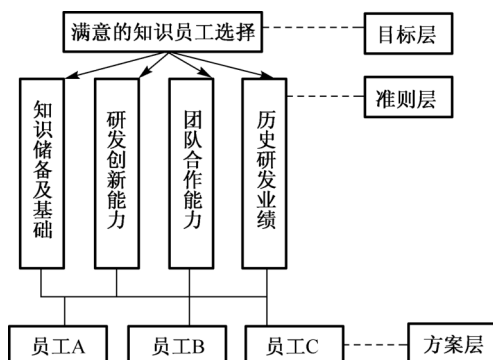 满意的知识员工选择
目标层
知识储备及基础
研发创新能力
团队合作能力
历史研发业绩
准则层
员工A
员工B
员工C
方案层